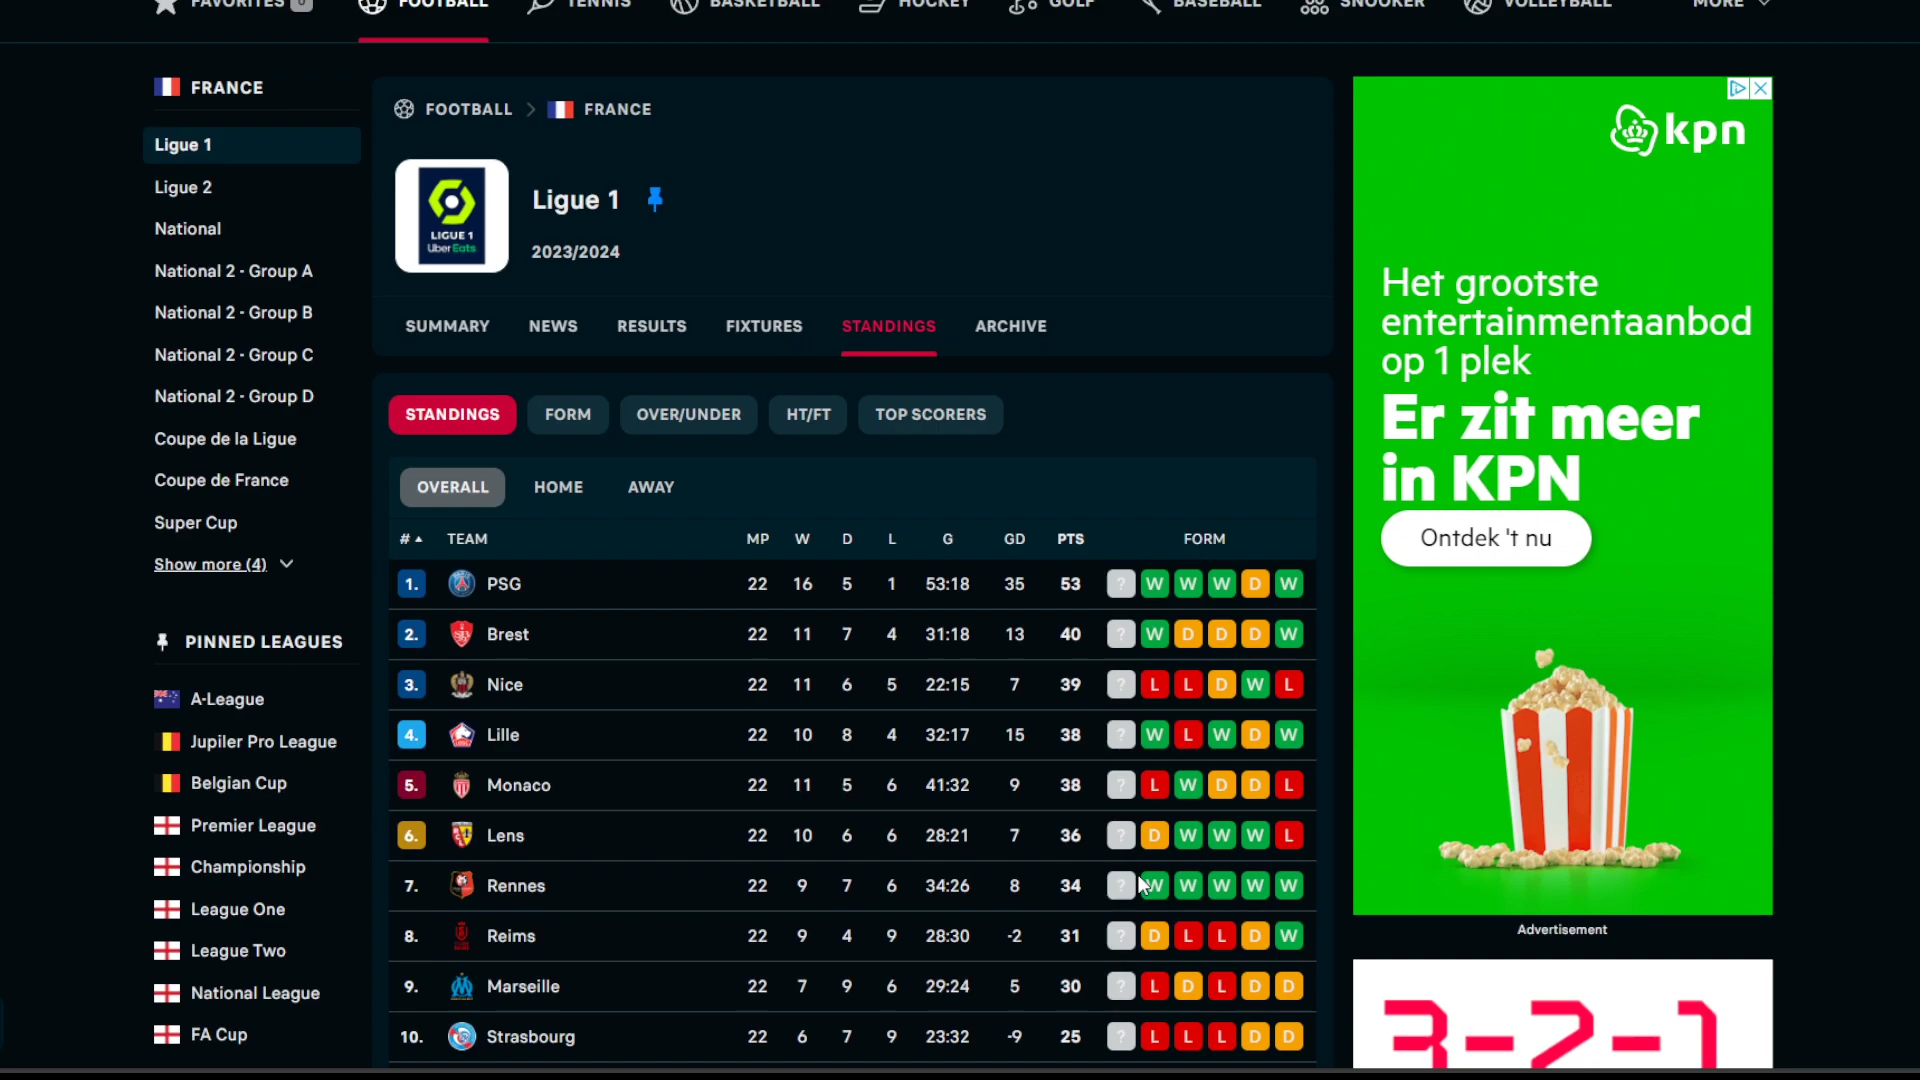 FAVORITES 0 FOOTBALL TENNIS BASKETBALL HOCKEY GOLF BASEBALL SNOOKER VOLLEYBALL MORE
FRANCE
Ligue 1
Ligue 2
National
National 2 - Group A
National 2 - Group B
National 2 - Group C
National 2 - Group D
Coupe de la Ligue
Coupe de France
Super Cup
Show more (4)
PINNED LEAGUES
A-League
Jupiler Pro League
Belgian Cup
Premier League
Championship
League One
League Two
National League
FA Cup
FOOTBALL > FRANCE
LIGUE 1
Uber Eats
Ligue 1
2023/2024
SUMMARY NEWS RESULTS FIXTURES STANDINGS ARCHIVE
STANDINGS FORM OVER/UNDER HT/FT TOP SCORERS
OVERALL HOME AWAY
# TEAM MP W D L G GD PTS FORM
1. PSG 22 16 5 1 53:18 35 53 ? W W W D W
2. Brest 22 11 7 4 31:18 13 40 ? W D D D W
3. Nice 22 11 6 5 22:15 7 39 ? L L D W L
4. Lille 22 10 8 4 32:17 15 38 ? W L W D W
5. Monaco 22 11 5 6 41:32 9 38 ? L W D D L
6. Lens 22 10 6 6 28:21 7 36 ? D W W W L
7. Rennes 22 9 7 6 34:26 8 34 ? W W W W W
8. Reims 22 9 4 9 28:30 -2 31 ? D L L D W
9. Marseille 22 7 9 6 29:24 5 30 ? L D L D D
10. Strasbourg 22 6 7 9 23:32 -9 25 ? L L L D D
kpn
Het grootste
entertainmentaanbod
op 1 plek
Er zit meer
in KPN
Ontdek 't nu
Advertisement
3-2-1